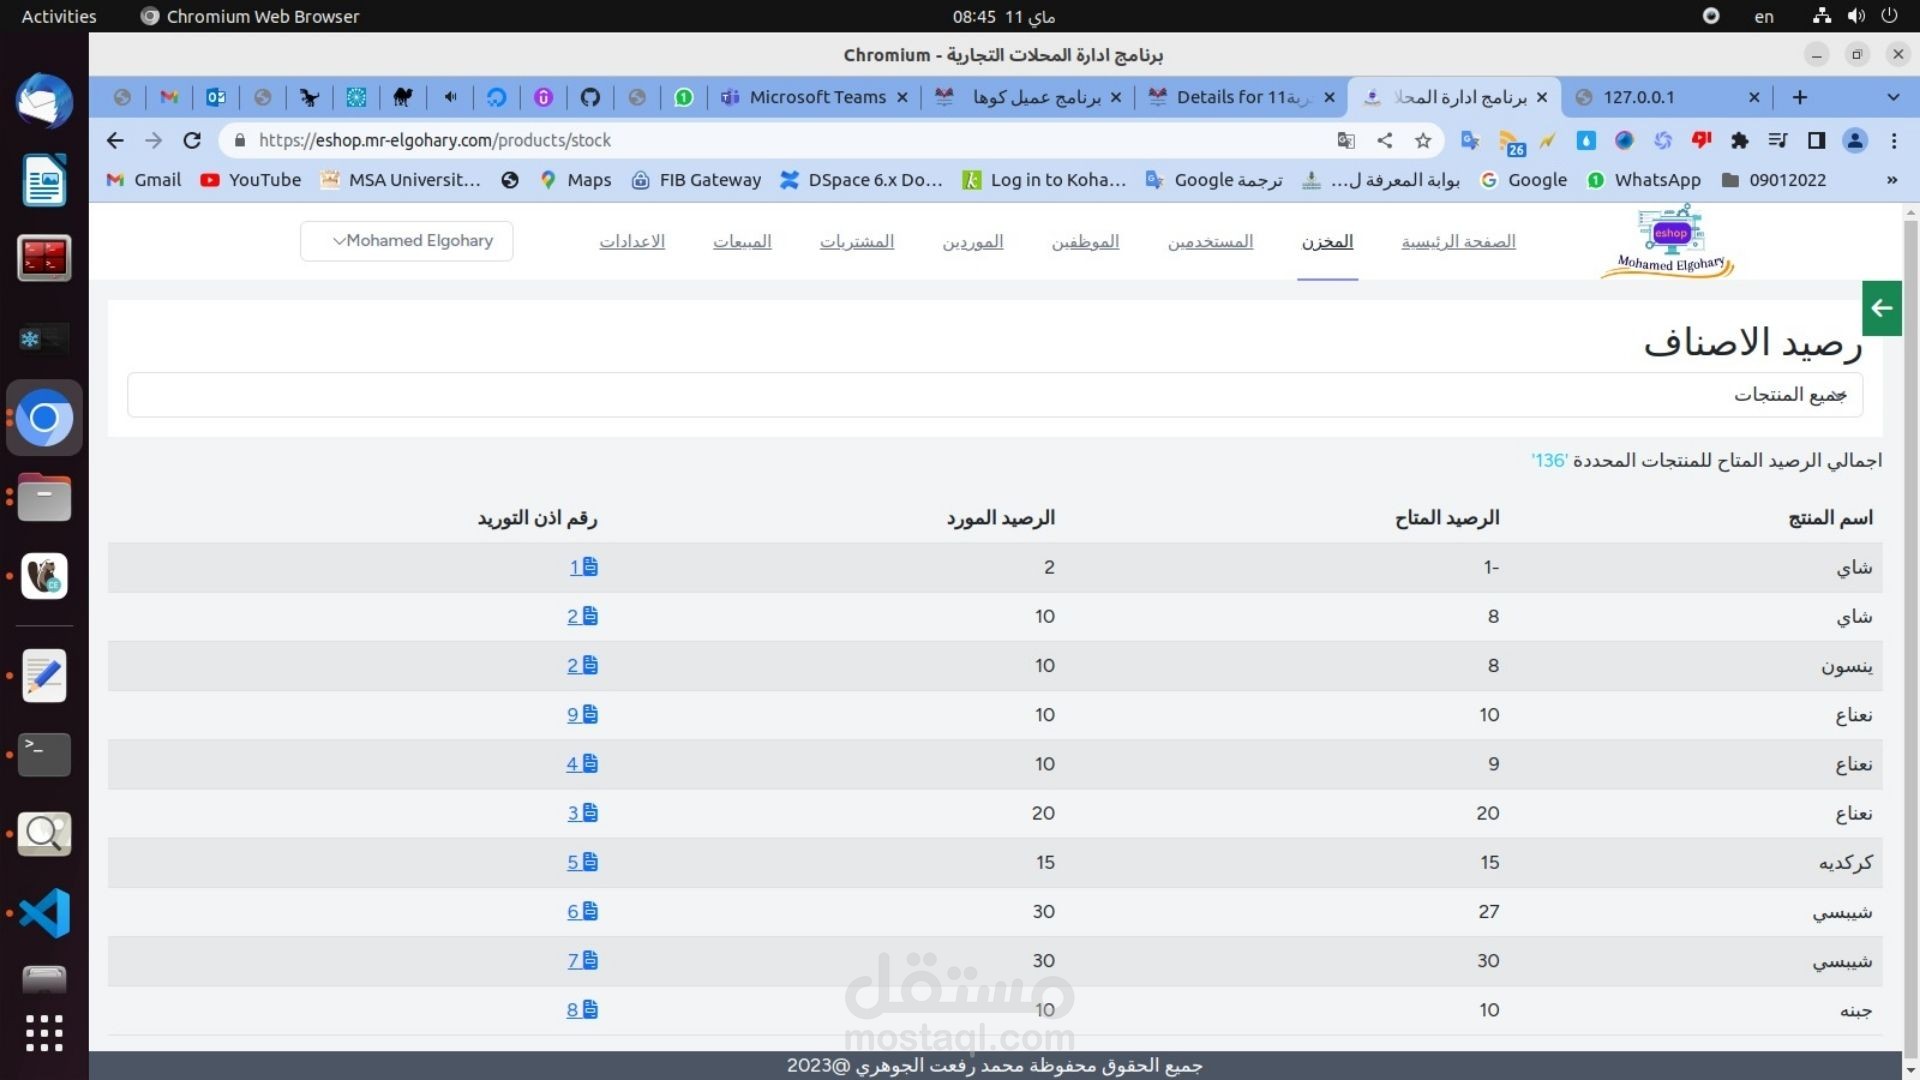 Activities Chromium Web Browser ماي 11 08:45 en
برنامج ادارة المحلات التجارية - Chromium
Microsoft Teams برنامج عميل كوها Details for 11 برنامج ادارة المحلا 127.0.0.1
https://eshop.mr-elgohary.com/products/stock 26
Gmail YouTube MSA Universit... Maps FIB Gateway DSpace 6.x Do... Log in to Koha... ترجمة Google بوابة المعرفة ل... Google WhatsApp 09012022 »
eshop
Mohamed Elgohary
الصفحة الرئيسية المخزن المستخدمين الموظفين الموردين المشتريات المبيعات الاعدادات Mohamed Elgohary
رصيد الاصناف
جميع المنتجات
اجمالي الرصيد المتاح للمنتجات المحددة '136'
اسم المنتج الرصيد المتاح الرصيد المورد رقم اذن التوريد
شاي -1 2 1
شاي 8 10 2
ينسون 8 10 2
نعناع 10 10 9
نعناع 9 10 4
نعناع 20 20 3
كركديه 15 15 5
شيبسي 27 30 6
شيبسي 30 30 7
جبنه 10 10 8
مستقل
mostaql.com
جميع الحقوق محفوظة محمد رفعت الجوهري @2023